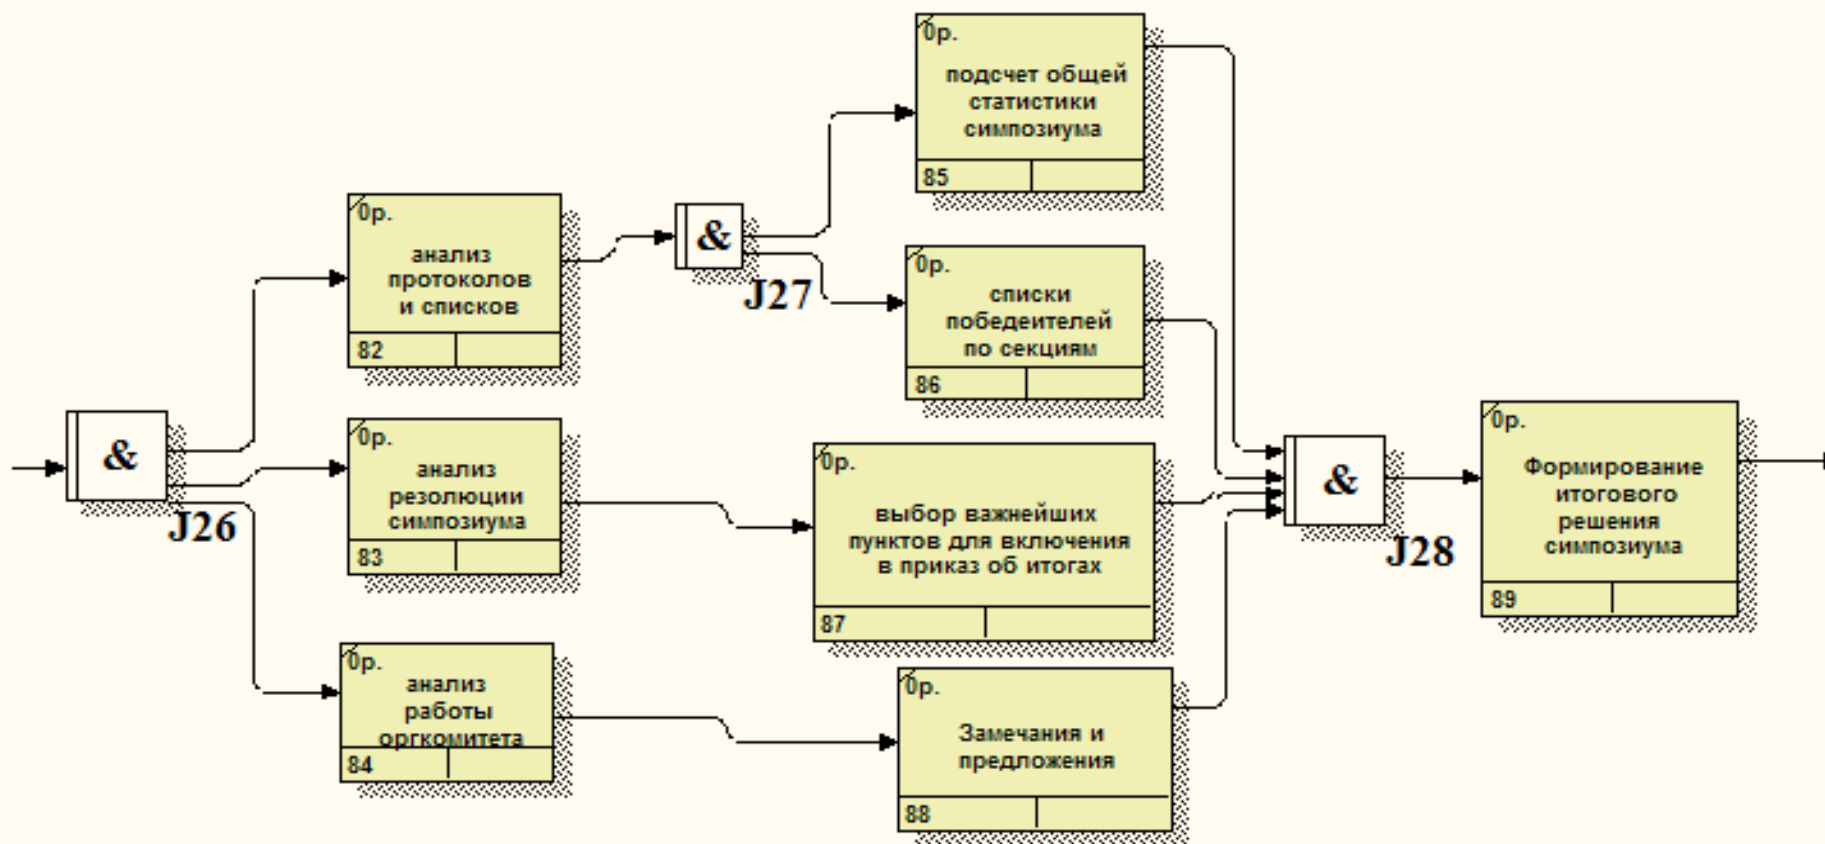 0р.
подсчет общей
статистики
симпозиума
85
0р.
анализ
протоколов
и списков
82
&
J27
0р.
списки
победеителей
по секциям
86
&
J26
0р.
анализ
резолюции
симпозиума
83
0р.
выбор важнейших
пунктов для включения
в приказ об итогах
87
&
J28
0р.
Формирование
итогового
решения
симпозиума
89
0р.
анализ
работы
оргкомитета
84
0р.
Замечания и
предложения
88